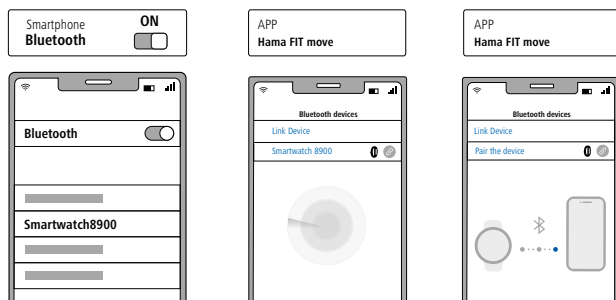 Smartphone
Bluetooth
ON
Bluetooth
Smartwatch8900
APP
Hama FIT move
Bluetooth devices
Link Device
Smartwatch 8900
APP
Hama FIT move
Bluetooth devices
Link Device
Pair the device